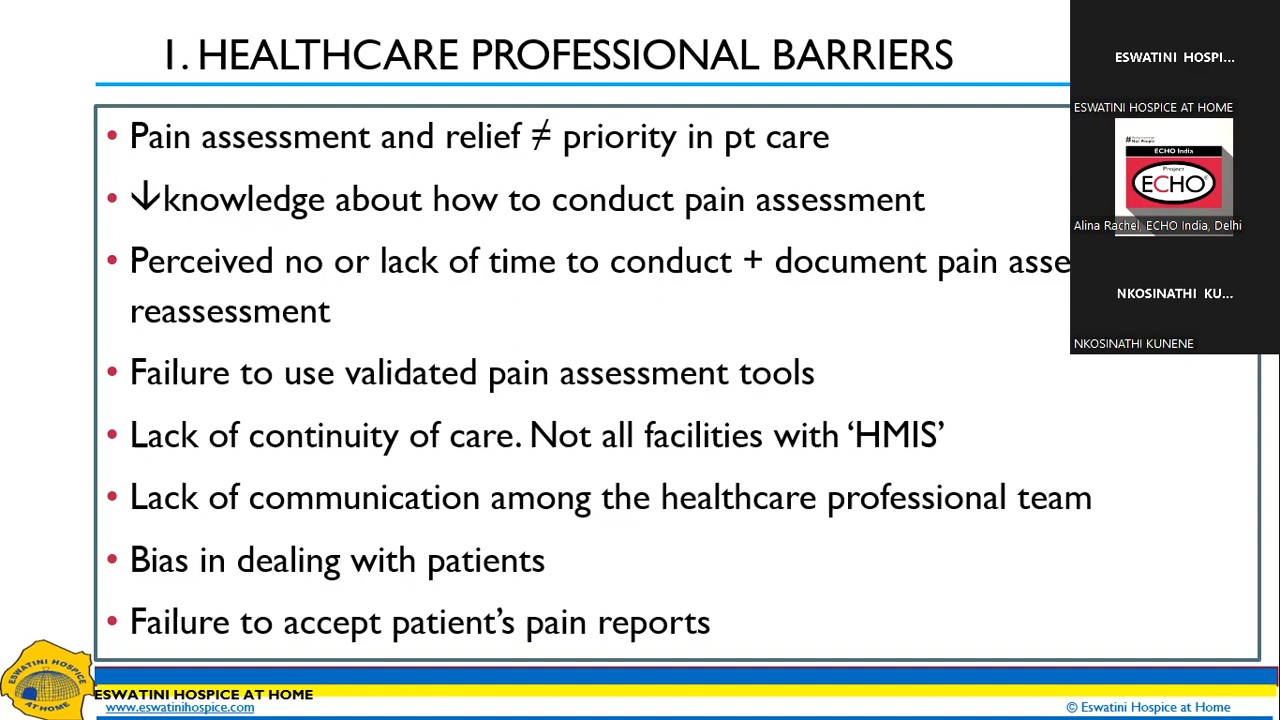 1. HEALTHCARE PROFESSIONAL BARRIERS
• Pain assessment and relief ≠ priority in pt care
• ↓knowledge about how to conduct pain assessment
• Perceived no or lack of time to conduct + document pain asse
reassessment
• Failure to use validated pain assessment tools
• Lack of continuity of care. Not all facilities with ‘HMIS’
• Lack of communication among the healthcare professional team
• Bias in dealing with patients
• Failure to accept patient’s pain reports
ESWATINI HOSPI...
ESWATINI HOSPICE AT HOME
ECHO India
Project
ECHO®
Alina Rachel, ECHO India, Delhi
NKOSINATHI KU...
NKOSINATHI KUNENE
ESWATINI HOSPICE
AT HOME
ESWATINI HOSPICE AT HOME
www.eswatinihospice.com
© Eswatini Hospice at Home